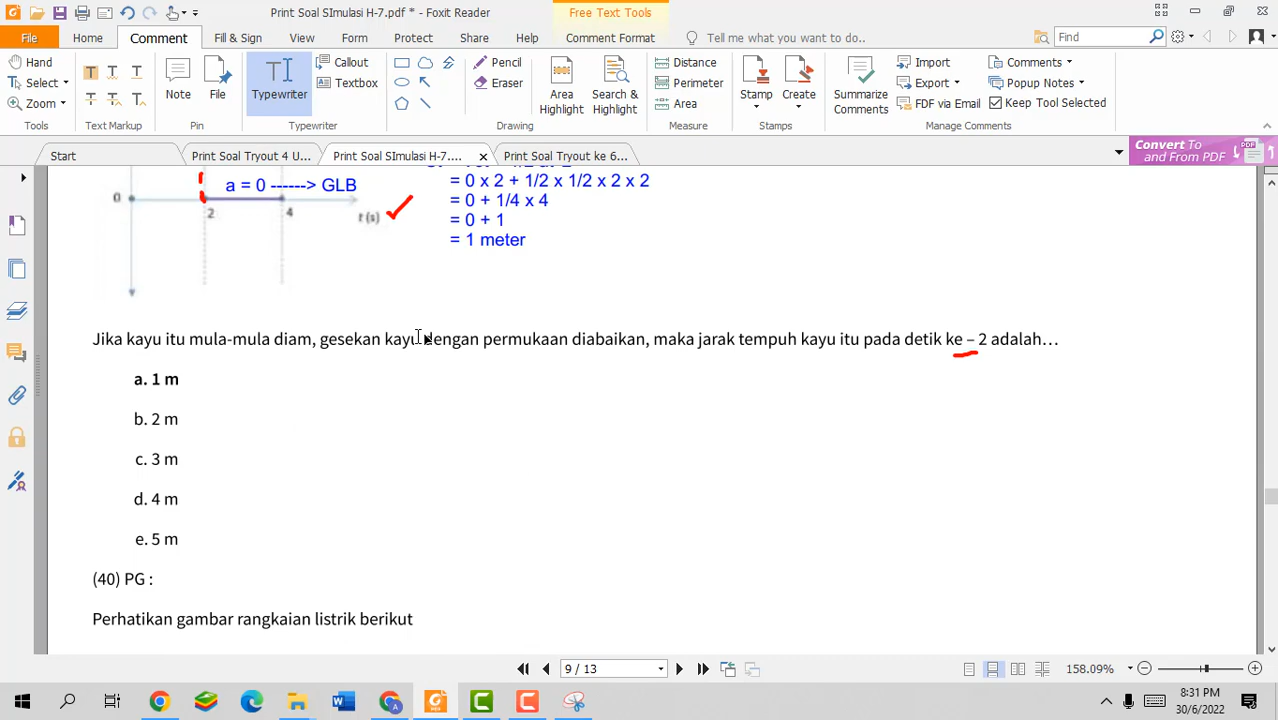 Print Soal SImulasi H-7.pdf * - Foxit Reader
Free Text Tools
File
Home
Comment
Fill & Sign
View
Form
Protect
Share
Help
Comment Format
Tell me what you want to do..
Find
Hand
Select
Zoom
Tools
Text Markup
Note
File
Pin
Typewriter
Callout
Textbox
Typewriter
Pencil
Eraser
Drawing
Area Highlight
Search & Highlight
Distance
Perimeter
Area
Measure
Stamp
Create
Stamps
Summarize Comments
Import
Export
FDF via Email
Comments
Popup Notes
Keep Tool Selected
Manage Comments
Start
Print Soal Tryout 4 U...
Print Soal SImulasi H-7....
Print Soal Tryout ke 6...
Convert To and From PDF
a = 0 ------> GLB
0
2
4
t (s)
= 0 x 2 + 1/2 x 1/2 x 2 x 2
= 0 + 1/4 x 4
= 0 + 1
= 1 meter
Jika kayu itu mula-mula diam, gesekan kayu dengan permukaan diabaikan, maka jarak tempuh kayu itu pada detik ke – 2 adalah…
a. 1 m
b. 2 m
c. 3 m
d. 4 m
e. 5 m
(40) PG :
Perhatikan gambar rangkaian listrik berikut
9 / 13
158.09%
8:31 PM
30/6/2022